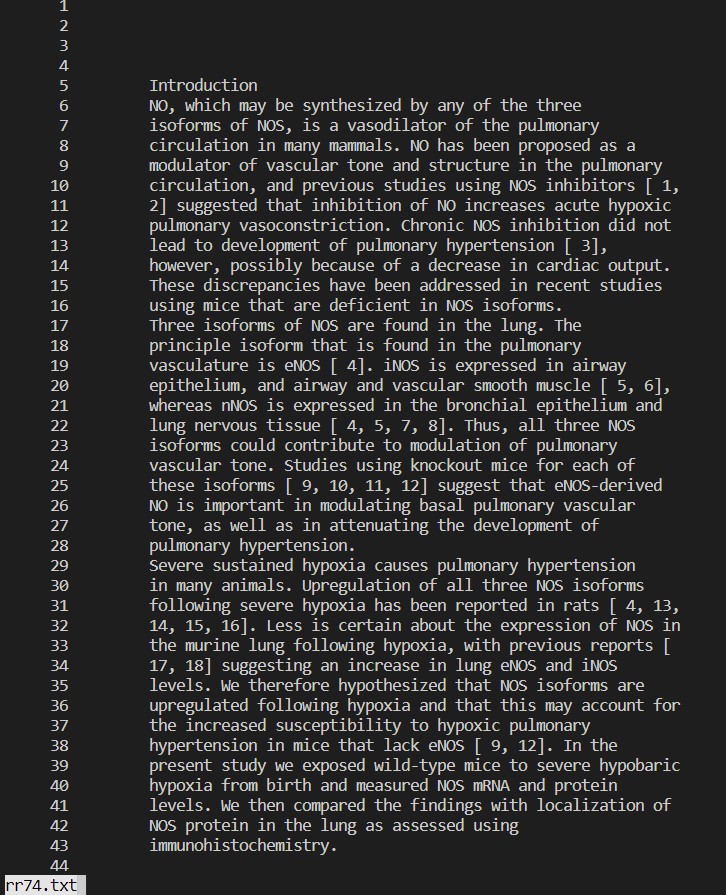 1
2
3
4
5 Introduction
6 NO, which may be synthesized by any of the three
7 isoforms of NOS, is a vasodilator of the pulmonary
8 circulation in many mammals. NO has been proposed as a
9 modulator of vascular tone and structure in the pulmonary
10 circulation, and previous studies using NOS inhibitors [ 1,
11 2] suggested that inhibition of NO increases acute hypoxic
12 pulmonary vasoconstriction. Chronic NOS inhibition did not
13 lead to development of pulmonary hypertension [ 3],
14 however, possibly because of a decrease in cardiac output.
15 These discrepancies have been addressed in recent studies
16 using mice that are deficient in NOS isoforms.
17 Three isoforms of NOS are found in the lung. The
18 principle isoform that is found in the pulmonary
19 vasculature is eNOS [ 4]. iNOS is expressed in airway
20 epithelium, and airway and vascular smooth muscle [ 5, 6],
21 whereas nNOS is expressed in the bronchial epithelium and
22 lung nervous tissue [ 4, 5, 7, 8]. Thus, all three NOS
23 isoforms could contribute to modulation of pulmonary
24 vascular tone. Studies using knockout mice for each of
25 these isoforms [ 9, 10, 11, 12] suggest that eNOS-derived
26 NO is important in modulating basal pulmonary vascular
27 tone, as well as in attenuating the development of
28 pulmonary hypertension.
29 Severe sustained hypoxia causes pulmonary hypertension
30 in many animals. Upregulation of all three NOS isoforms
31 following severe hypoxia has been reported in rats [ 4, 13,
32 14, 15, 16]. Less is certain about the expression of NOS in
33 the murine lung following hypoxia, with previous reports [
34 17, 18] suggesting an increase in lung eNOS and iNOS
35 levels. We therefore hypothesized that NOS isoforms are
36 upregulated following hypoxia and that this may account for
37 the increased susceptibility to hypoxic pulmonary
38 hypertension in mice that lack eNOS [ 9, 12]. In the
39 present study we exposed wild-type mice to severe hypobaric
40 hypoxia from birth and measured NOS mRNA and protein
41 levels. We then compared the findings with localization of
42 NOS protein in the lung as assessed using
43 immunohistochemistry.
44
rr74.txt